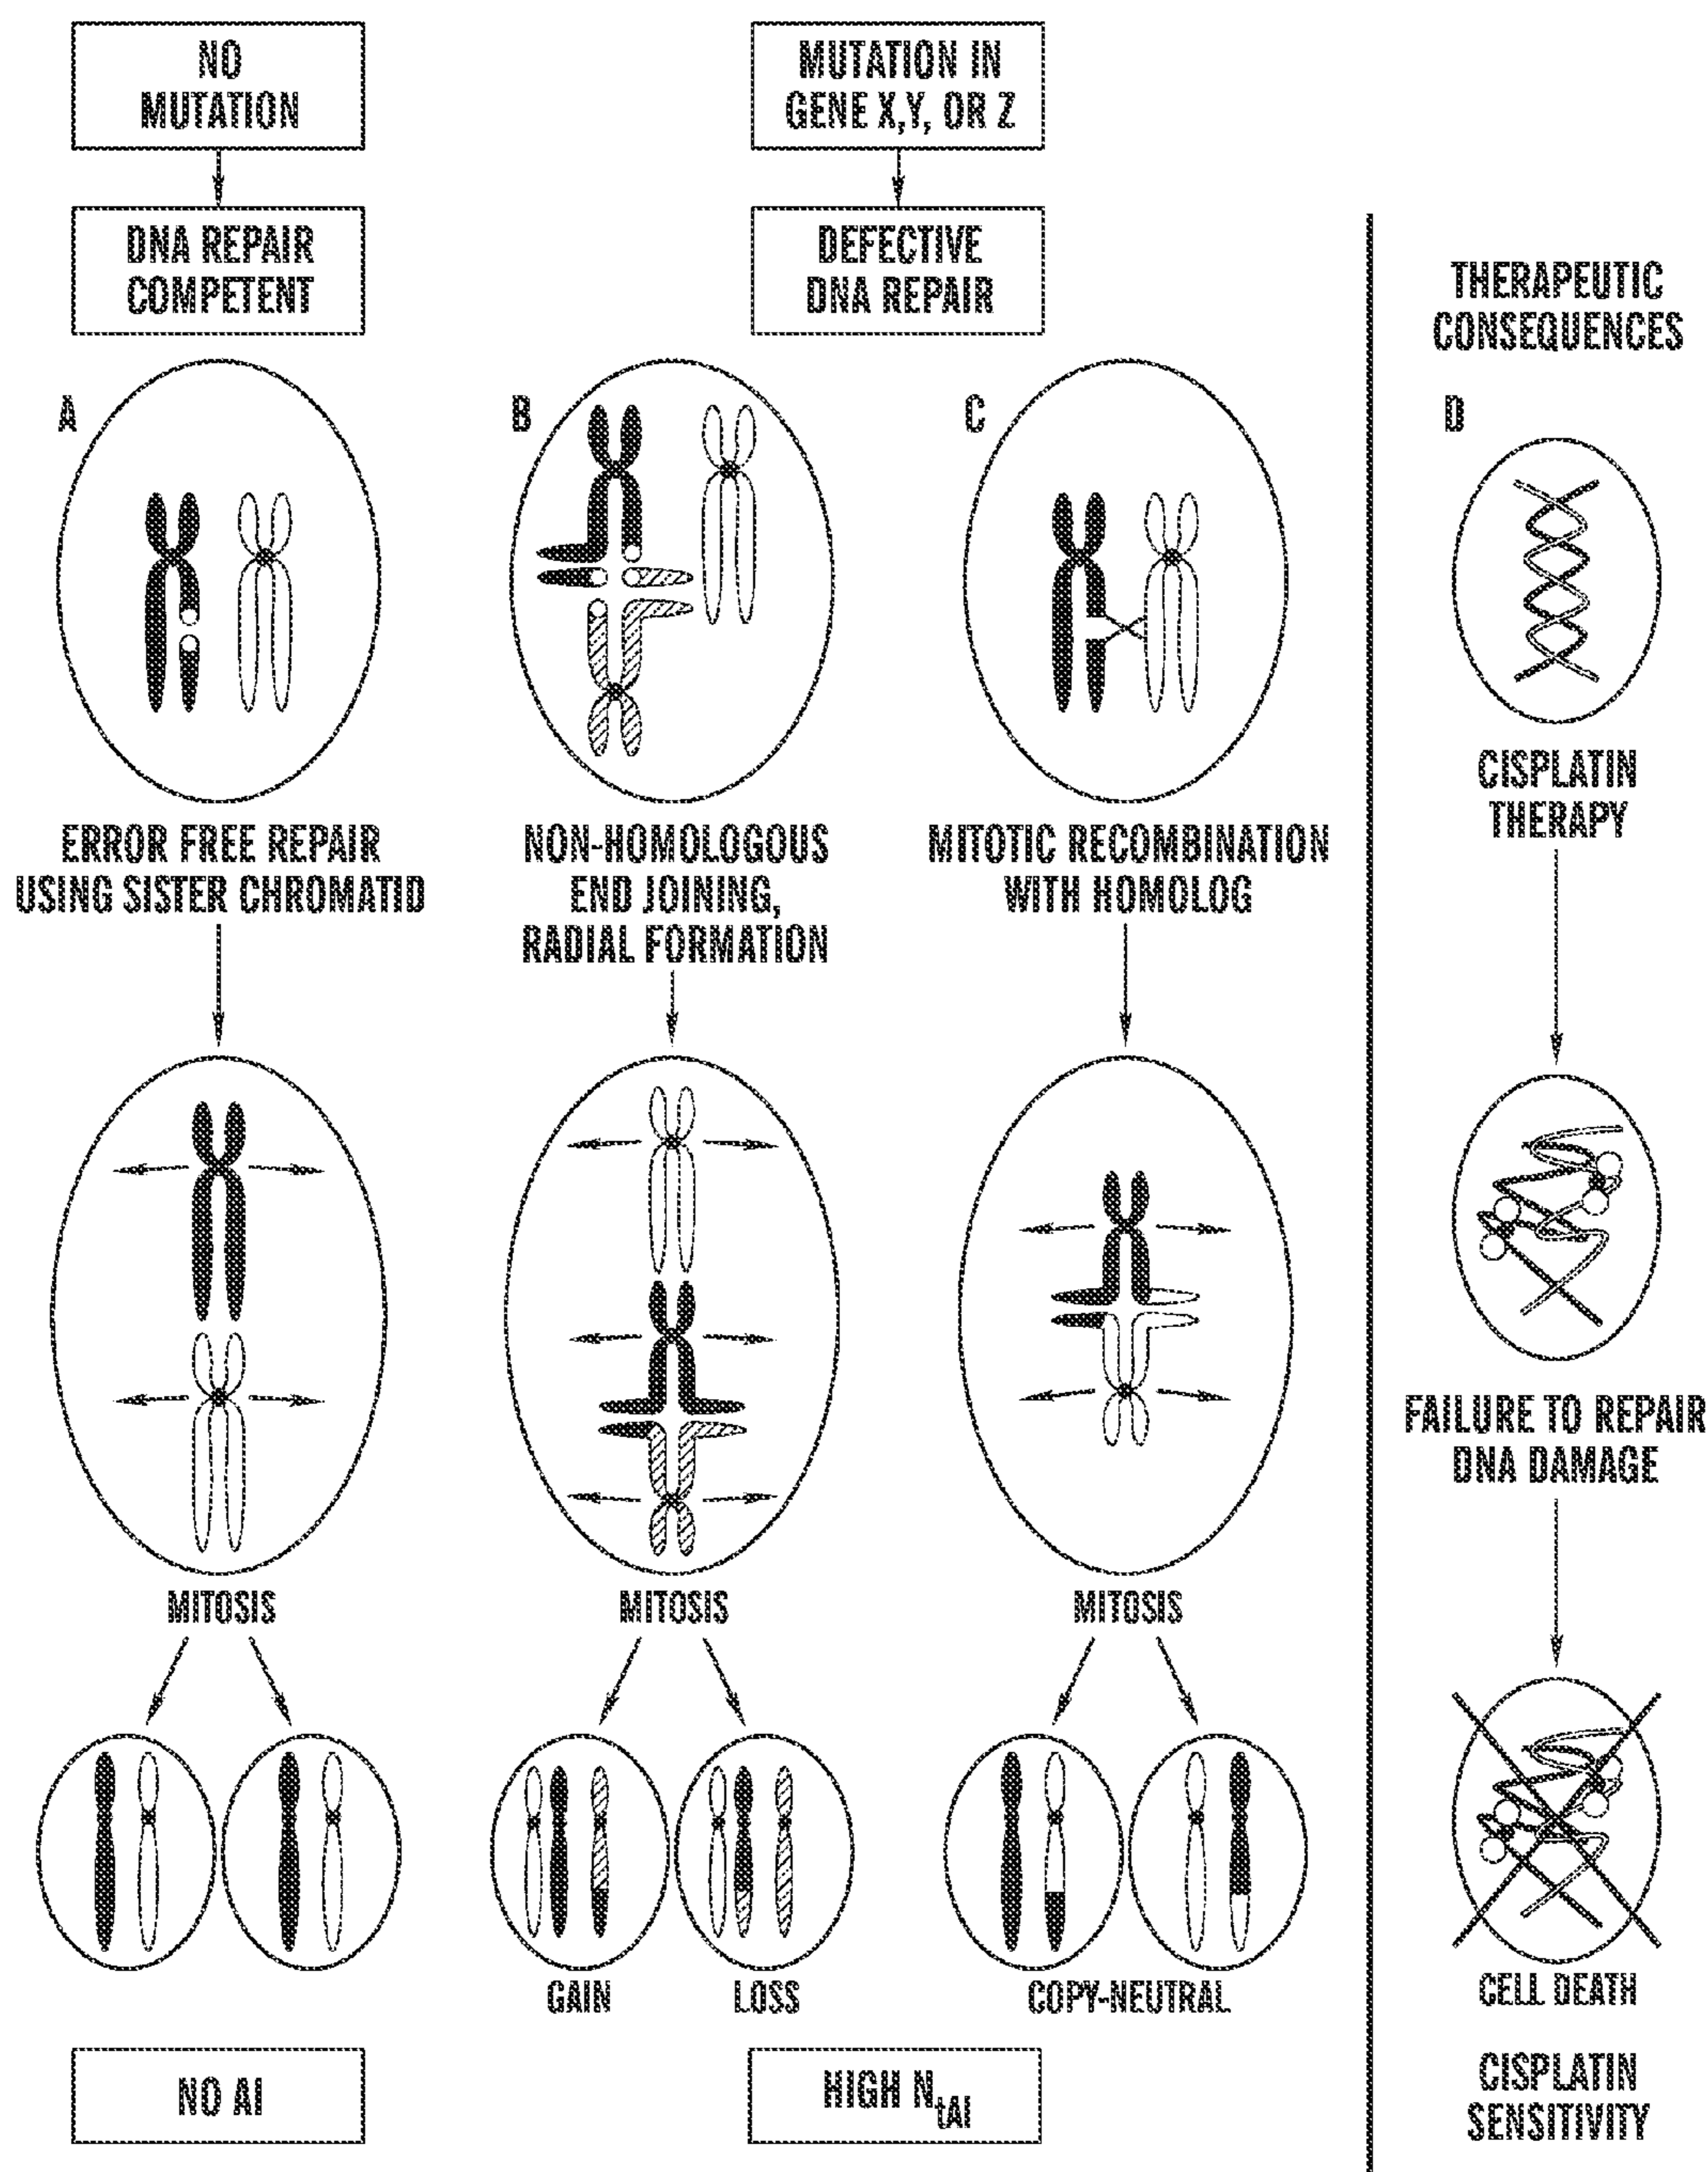 NO
MUTATION
DNA REPAIR
COMPETENT
MUTATION IN
GENE X,Y, OR Z
DEFECTIVE
DNA REPAIR
THERAPEUTIC
CONSEQUENCES
A
ERROR FREE REPAIR
USING SISTER CHROMATID
MITOSIS
NO AI
B
NON-HOMOLOGOUS
END JOINING,
RADIAL FORMATION
MITOSIS
GAIN
LOSS
C
MITOTIC RECOMBINATION
WITH HOMOLOG
MITOSIS
COPY-NEUTRAL
HIGH NtAI
D
CISPLATIN
THERAPY
FAILURE TO REPAIR
DNA DAMAGE
CELL DEATH
CISPLATIN
SENSITIVITY